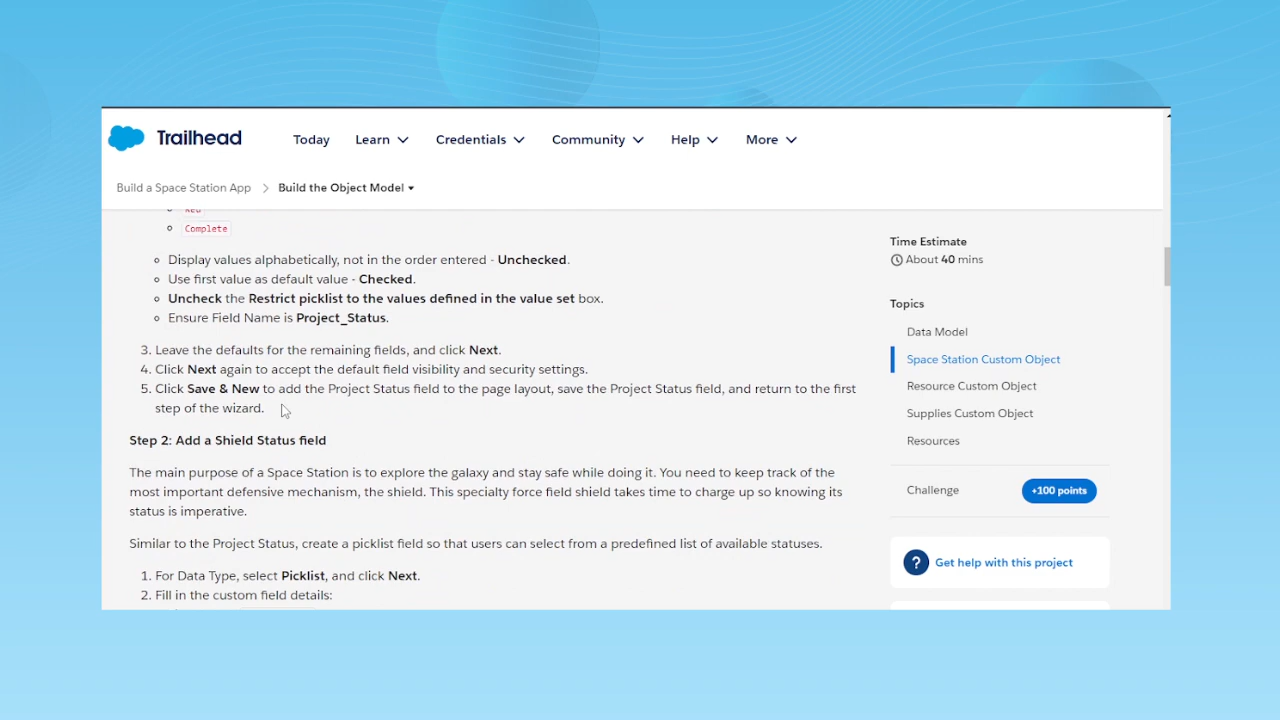 Trailhead
Today Learn Credentials Community Help More
Build a Space Station App > Build the Object Model
Red
Complete
Display values alphabetically, not in the order entered - Unchecked.
Use first value as default value - Checked.
Uncheck the Restrict picklist to the values defined in the value set box.
Ensure Field Name is Project_Status.
3. Leave the defaults for the remaining fields, and click Next.
4. Click Next again to accept the default field visibility and security settings.
5. Click Save & New to add the Project Status field to the page layout, save the Project Status field, and return to the first
step of the wizard.
Step 2: Add a Shield Status field
The main purpose of a Space Station is to explore the galaxy and stay safe while doing it. You need to keep track of the
most important defensive mechanism, the shield. This specialty force field shield takes time to charge up so knowing its
status is imperative.
Similar to the Project Status, create a picklist field so that users can select from a predefined list of available statuses.
1. For Data Type, select Picklist, and click Next.
2. Fill in the custom field details:
Time Estimate
About 40 mins
Topics
Data Model
Space Station Custom Object
Resource Custom Object
Supplies Custom Object
Resources
Challenge +100 points
? Get help with this project